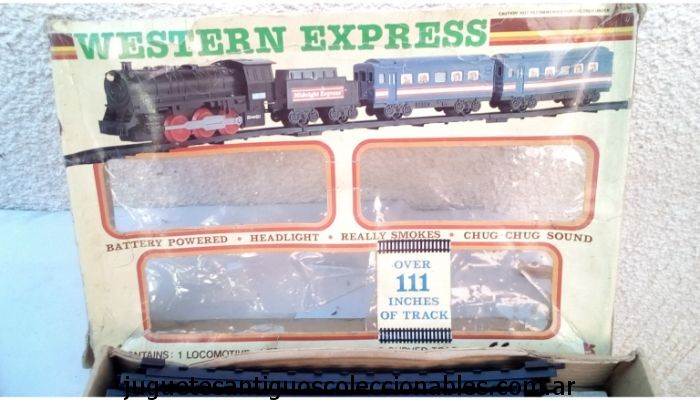 WESTERN EXPRESS
Midnight Express
BATTERY POWERED • HEADLIGHT • REALLY SMOKES • CHUG-CHUG SOUND
OVER
111
INCHES
OF TRACK
CONTAINS: 1 LOCOMOTIVE
juguetesantiguoscoleccionables.com.ar